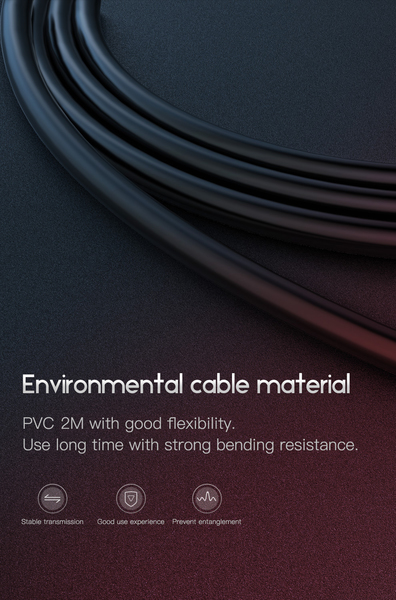 Environmental cable material
PVC 2M with good flexibility.
Use long time with strong bending resistance.
Stable transmission Good use experience Prevent entanglement